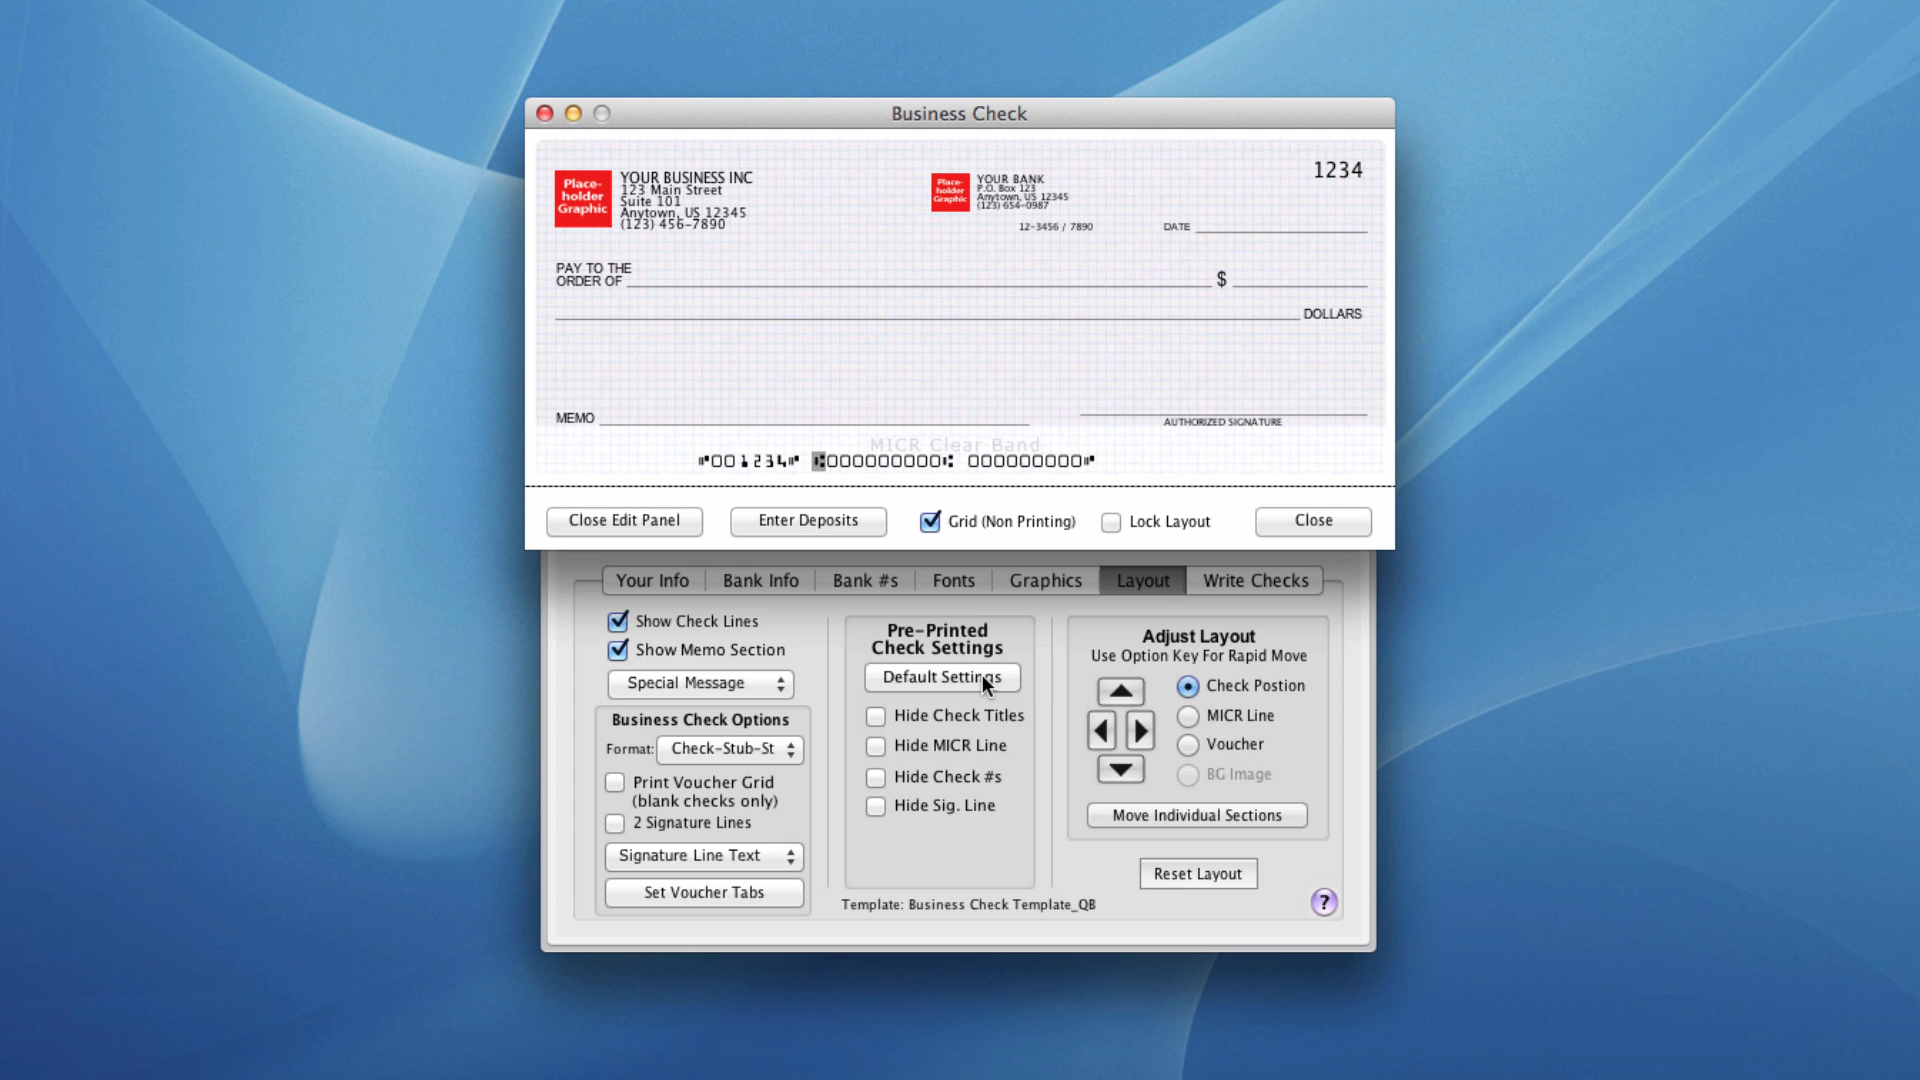 Business Check
Place-
holder
Graphic
YOUR BUSINESS INC
123 Main Street
Suite 101
Anytown, US 12345
(123) 456-7890
Place-
holder
Graphic
YOUR BANK
P.O. Box 123
Anytown, US 12345
(123) 654-0987
12-3456 / 7890
1234
DATE
PAY TO THE
ORDER OF
$
DOLLARS
MEMO
AUTHORIZED SIGNATURE
MICR Clear Band
⑈001234⑈ ⑆000000000⑆ 000000000⑈
Close Edit Panel
Enter Deposits
Grid (Non Printing)
Lock Layout
Close
Your Info
Bank Info
Bank #s
Fonts
Graphics
Layout
Write Checks
Show Check Lines
Show Memo Section
Special Message
Business Check Options
Format: Check-Stub-St
Print Voucher Grid
(blank checks only)
2 Signature Lines
Signature Line Text
Set Voucher Tabs
Pre-Printed
Check Settings
Default Settings
Hide Check Titles
Hide MICR Line
Hide Check #s
Hide Sig. Line
Template: Business Check Template_QB
Adjust Layout
Use Option Key For Rapid Move
Check Postion
MICR Line
Voucher
BG Image
Move Individual Sections
Reset Layout
?